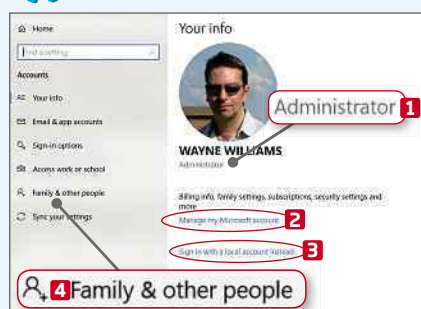 Home
Your info
Find a setting
Accounts
Your info
Administrator 1
Email & app accounts
Sign-in options
WAYNE WILLIAMS
Administrator
Access work or school
Family & other people
Billing info, family settings, subscriptions, security settings and
more
Sync your settings
Manage my Microsoft account
2
Sign in with a local account instead
3
4 Family & other people